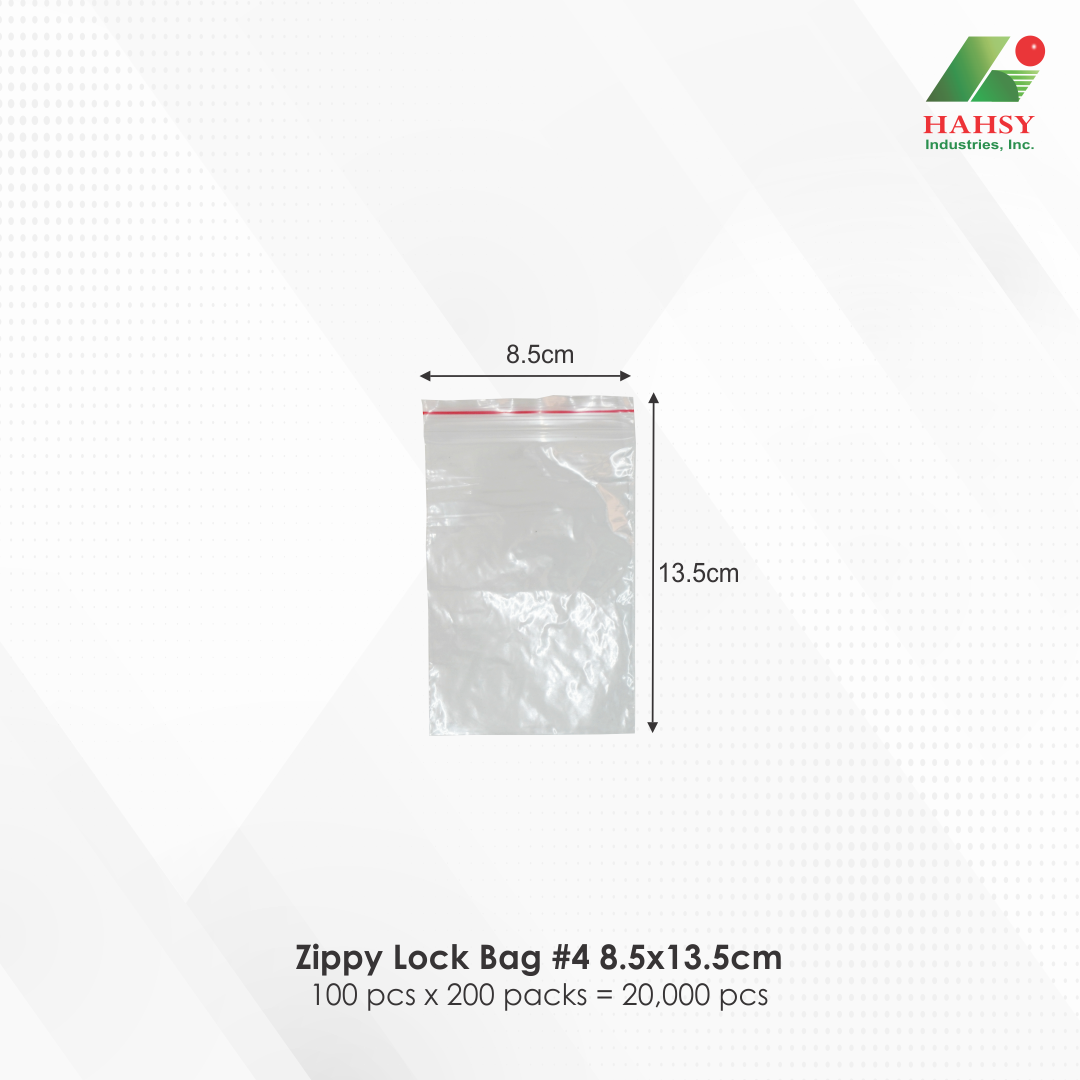 HAHSY
Industries, Inc.
8.5cm
13.5cm
Zippy Lock Bag #4 8.5x13.5cm
100 pcs x 200 packs = 20,000 pcs